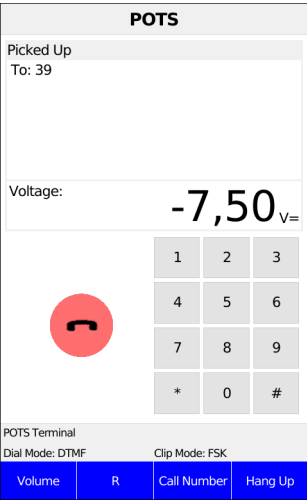 POTS
Picked Up
To: 39
Voltage:
-7,50 V=
1 2 3
4 5 6
7 8 9
* 0 #
POTS Terminal
Dial Mode: DTMF Clip Mode: FSK
Volume R Call Number Hang Up